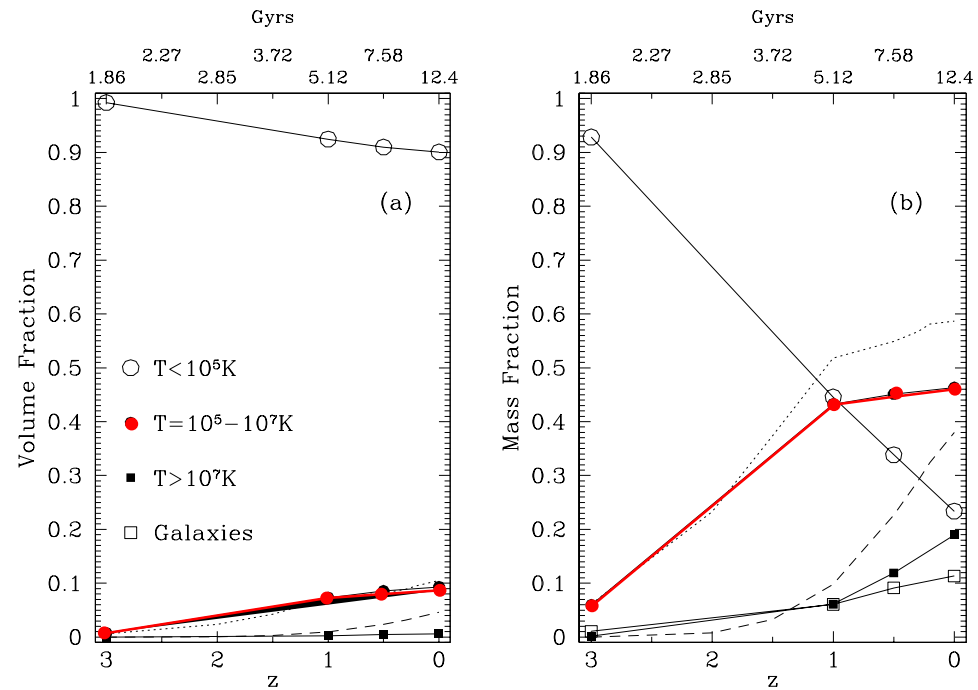 Gyrs
2.27 3.72 7.58
1.86 2.85 5.12 12.4
1
0.9
0.8
0.7
0.6
0.5
0.4
0.3
0.2
0.1
0
Volume Fraction
(a)
T<10⁵K
T=10⁵−10⁷K
T>10⁷K
Galaxies
3 2 1 0
z
Gyrs
2.27 3.72 7.58
1.86 2.85 5.12 12.4
1
0.9
0.8
0.7
0.6
0.5
0.4
0.3
0.2
0.1
0
Mass Fraction
(b)
3 2 1 0
z